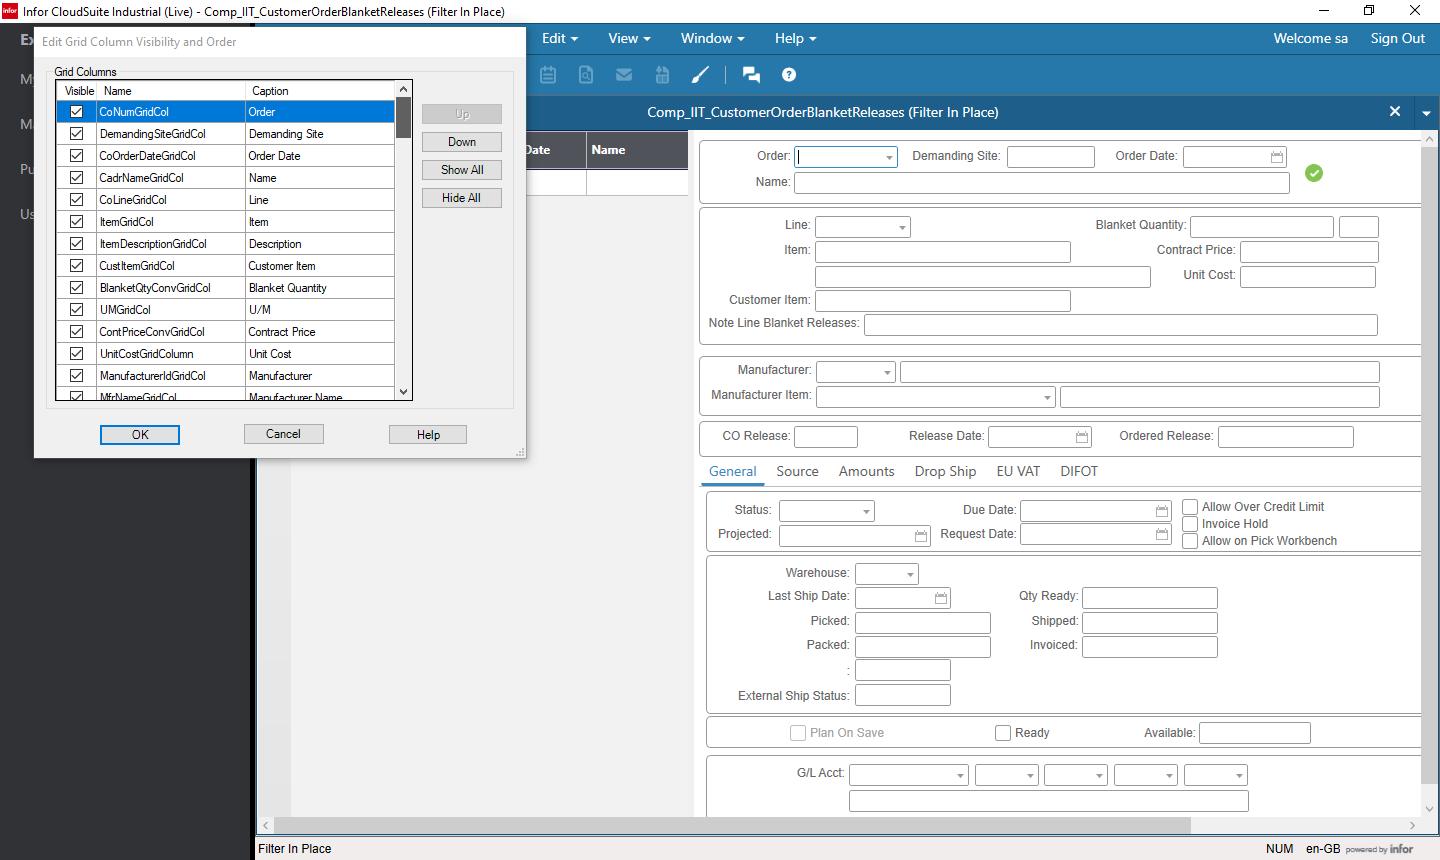 infor Infor CloudSuite Industrial (Live) - Comp_IIT_CustomerOrderBlanketReleases (Filter In Place)
Edit View Window Help Welcome sa Sign Out
Comp_IIT_CustomerOrderBlanketReleases (Filter In Place)
Edit Grid Column Visibility and Order
Grid Columns
Visible Name Caption
CoNumGridCol Order
DemandingSiteGridCol Demanding Site
CoOrderDateGridCol Order Date
CadrNameGridCol Name
CoLineGridCol Line
ItemGridCol Item
ItemDescriptionGridCol Description
CustItemGridCol Customer Item
BlanketQtyConvGridCol Blanket Quantity
UMGridCol U/M
ContPriceConvGridCol Contract Price
UnitCostGridColumn Unit Cost
ManufacturerIdGridCol Manufacturer
MfrNameGridCol Manufacturer Name
Up
Down
Show All
Hide All
OK Cancel Help
Date Name
Order: Demanding Site: Order Date:
Name:
Line: Blanket Quantity:
Item: Contract Price:
Unit Cost:
Customer Item:
Note Line Blanket Releases:
Manufacturer:
Manufacturer Item:
CO Release: Release Date: Ordered Release:
General Source Amounts Drop Ship EU VAT DIFOT
Status: Due Date: Allow Over Credit Limit
Invoice Hold
Projected: Request Date: Allow on Pick Workbench
Warehouse:
Last Ship Date: Qty Ready:
Picked: Shipped:
Packed: Invoiced:
:
External Ship Status:
Plan On Save Ready Available:
G/L Acct:
Filter In Place NUM en-GB powered by infor